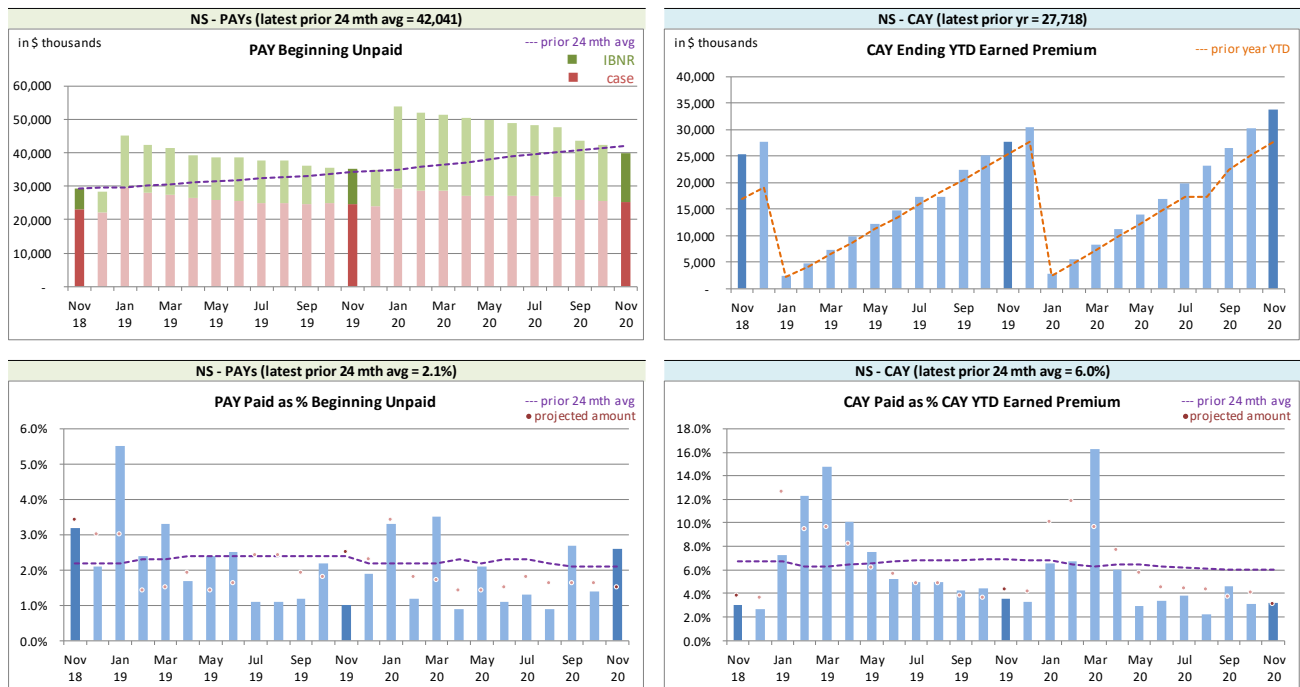 NS - PAYs (latest prior 24 mth avg = 42,041)
in $ thousands
PAY Beginning Unpaid
--- prior 24 mth avg
IBNR
case
60,000
50,000
40,000
30,000
20,000
10,000
-
Nov Jan Mar May Jul Sep Nov Jan Mar May Jul Sep Nov
18 19 19 19 19 19 19 20 20 20 20 20 20
NS - CAY (latest prior yr = 27,718)
in $ thousands
CAY Ending YTD Earned Premium
--- prior year YTD
40,000
35,000
30,000
25,000
20,000
15,000
10,000
5,000
-
Nov Jan Mar May Jul Sep Nov Jan Mar May Jul Sep Nov
18 19 19 19 19 19 19 20 20 20 20 20 20
NS - PAYs (latest prior 24 mth avg = 2.1%)
PAY Paid as % Beginning Unpaid
--- prior 24 mth avg
projected amount
6.0%
5.0%
4.0%
3.0%
2.0%
1.0%
0.0%
Nov Jan Mar May Jul Sep Nov Jan Mar May Jul Sep Nov
18 19 19 19 19 19 19 20 20 20 20 20 20
NS - CAY (latest prior 24 mth avg = 6.0%)
CAY Paid as % CAY YTD Earned Premium
--- prior 24 mth avg
projected amount
18.0%
16.0%
14.0%
12.0%
10.0%
8.0%
6.0%
4.0%
2.0%
0.0%
Nov Jan Mar May Jul Sep Nov Jan Mar May Jul Sep Nov
18 19 19 19 19 19 19 20 20 20 20 20 20